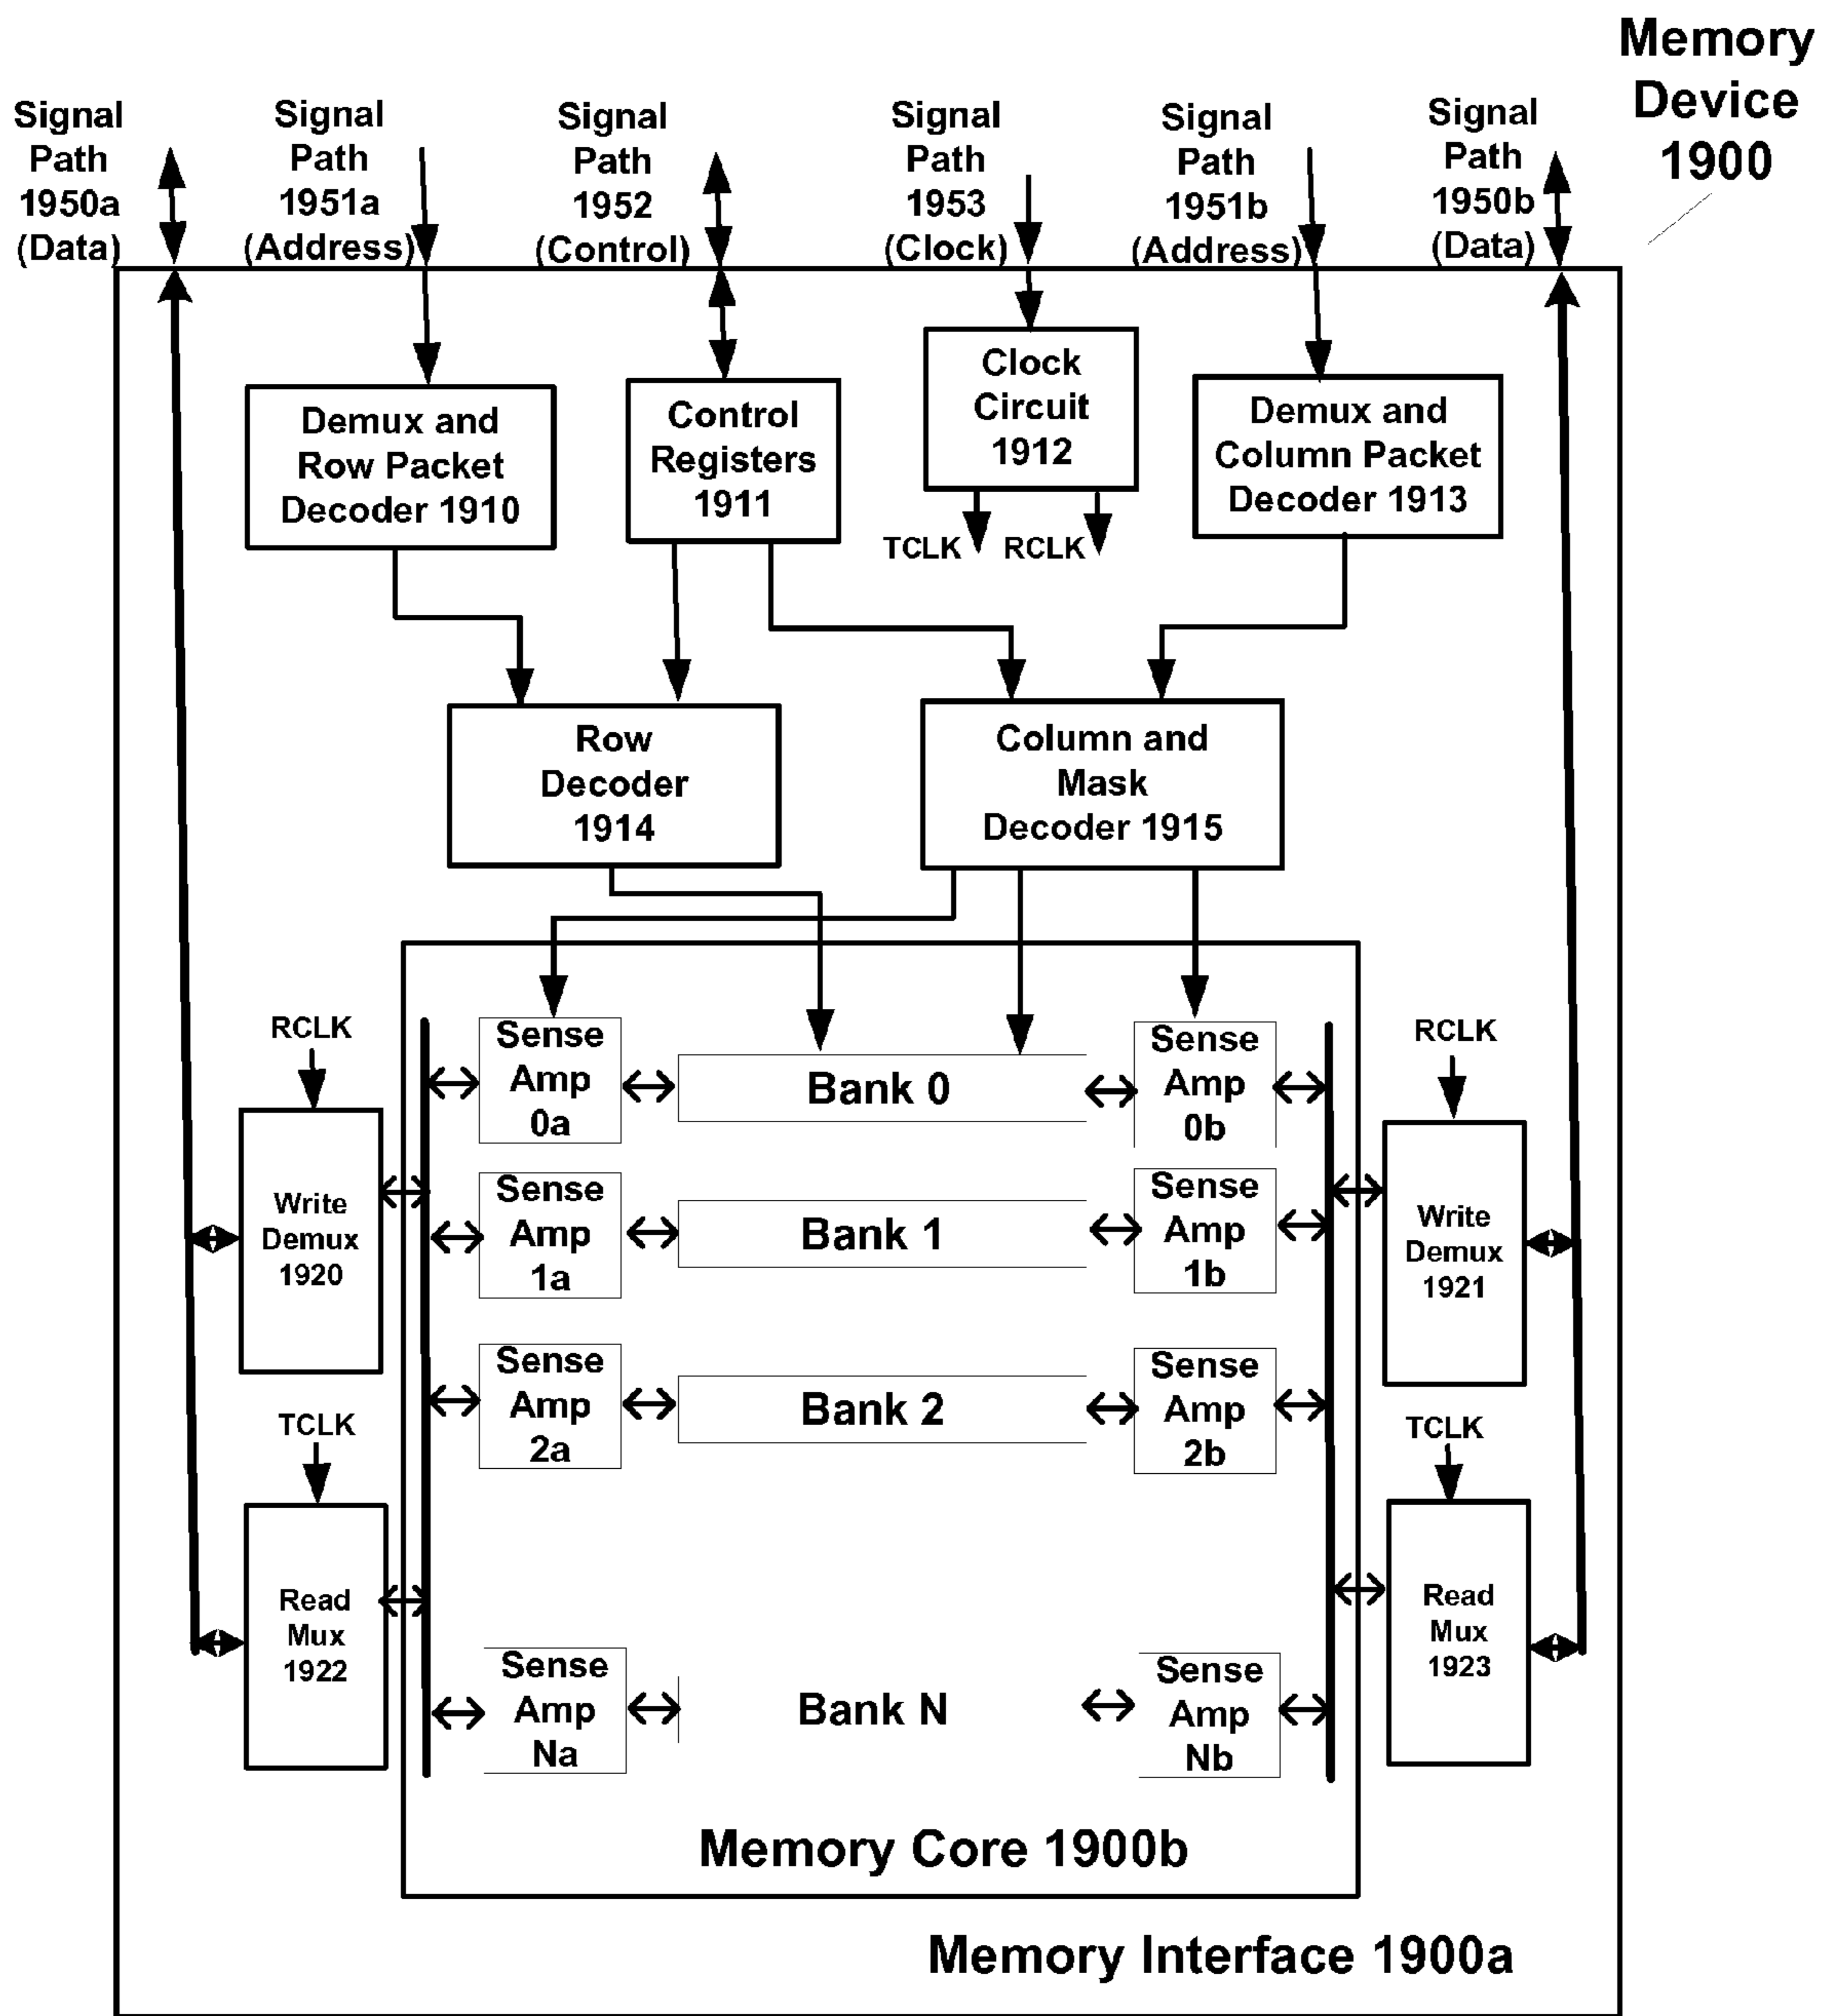 Memory
Device
1900
Signal
Path
1950a
(Data)
Signal
Path
1951a
(Address)
Signal
Path
1952
(Control)
Signal
Path
1953
(Clock)
Signal
Path
1951b
(Address)
Signal
Path
1950b
(Data)
Demux and
Row Packet
Decoder 1910
Control
Registers
1911
Clock
Circuit
1912
Demux and
Column Packet
Decoder 1913
TCLK
RCLK
Row
Decoder
1914
Column and
Mask
Decoder 1915
RCLK
Sense
Amp
0a
Bank 0
Sense
Amp
0b
RCLK
Write
Demux
1920
Sense
Amp
1a
Bank 1
Sense
Amp
1b
Write
Demux
1921
Sense
Amp
2a
Bank 2
Sense
Amp
2b
TCLK
TCLK
Read
Mux
1922
Sense
Amp
Na
Bank N
Sense
Amp
Nb
Read
Mux
1923
Memory Core 1900b
Memory Interface 1900a